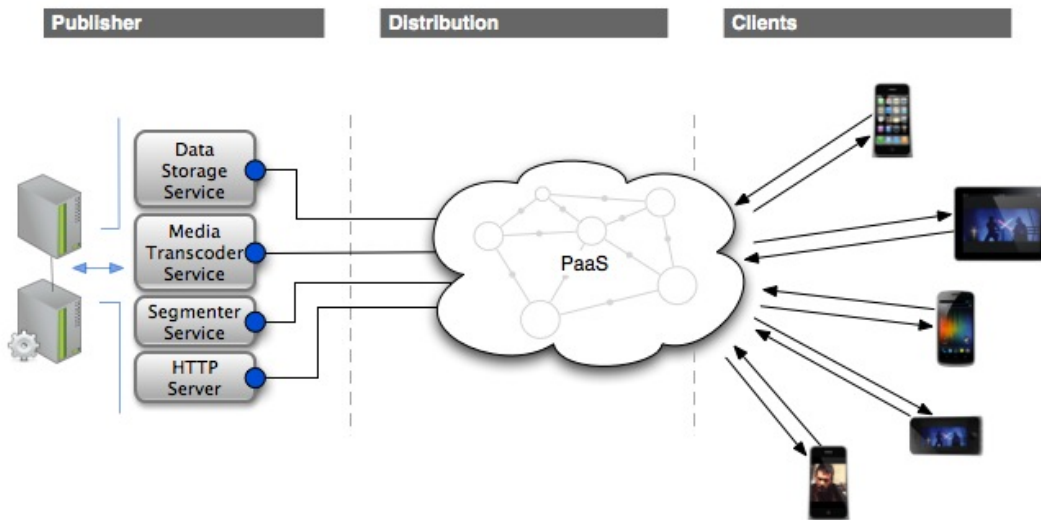 Publisher
Distribution
Clients
Data
Storage
Service
Media
Transcoder
Service
Segmenter
Service
HTTP
Server
PaaS